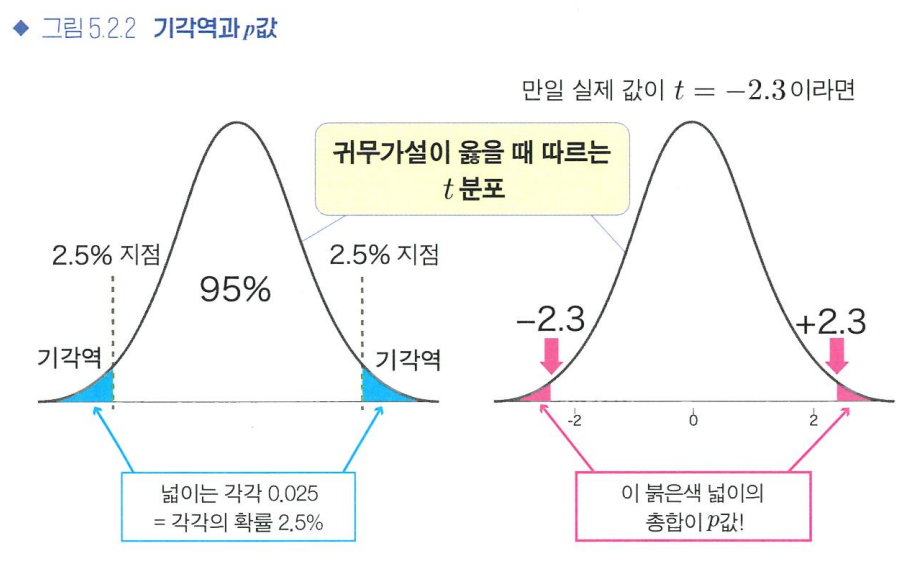 ◆ 그림 5.2.2 기각역과 p값
만일 실제 값이 t = −2.3이라면
귀무가설이 옳을 때 따르는
t 분포
2.5% 지점
2.5% 지점
95%
기각역
기각역
−2.3
+2.3
-2
0
2
넓이는 각각 0.025
= 각각의 확률 2.5%
이 붉은색 넓이의
총합이 p값!